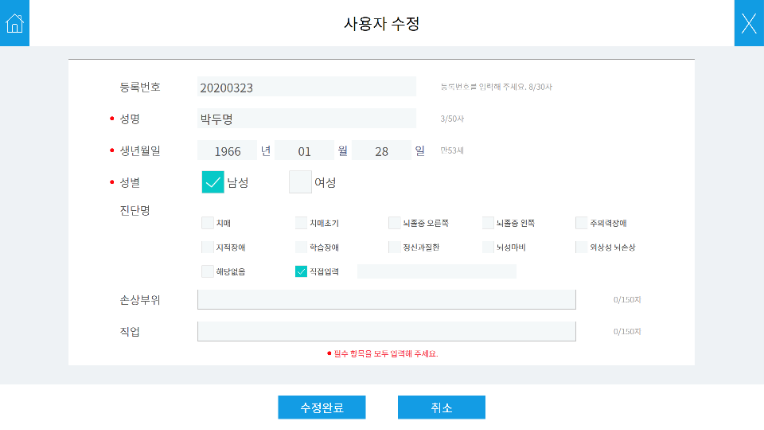 사용자 수정
등록번호 20200323 등록번호를 입력해 주세요. 8/30자
● 성명 박두명 3/50자
● 생년월일 1966 년 01 월 28 일 만53세
● 성별 남성 여성
진단명
치매 치매초기 뇌졸중 오른쪽 뇌졸중 왼쪽 주의력장애
지적장애 학습장애 정신과질환 뇌성마비 외상성 뇌손상
해당없음 직접입력
손상부위 0/150자
직업 0/150자
● 필수 항목을 모두 입력해 주세요.
수정완료 취소